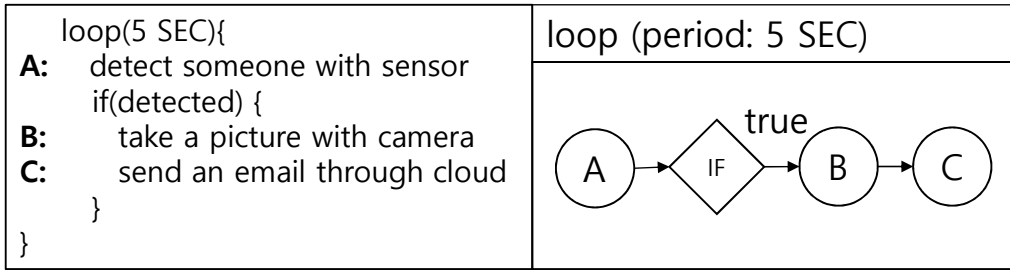 loop(5 SEC){
A: detect someone with sensor
if(detected) {
B: take a picture with camera
C: send an email through cloud
}
}
loop (period: 5 SEC)
true
A
IF
B
C